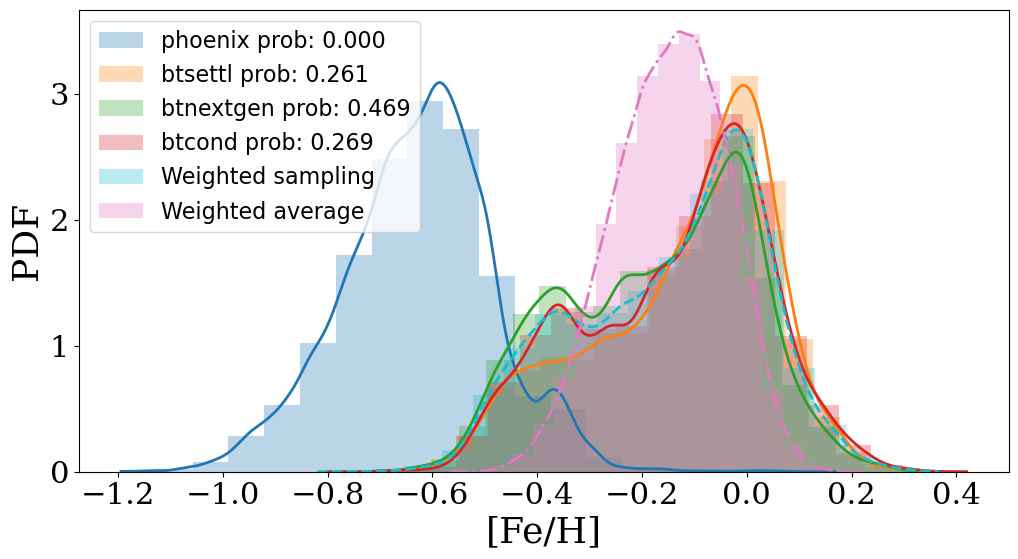 phoenix prob: 0.000
btsettl prob: 0.261
btnextgen prob: 0.469
btcond prob: 0.269
Weighted sampling
Weighted average
PDF
3
2
1
0
−1.2 −1.0 −0.8 −0.6 −0.4 −0.2 0.0 0.2 0.4
[Fe/H]